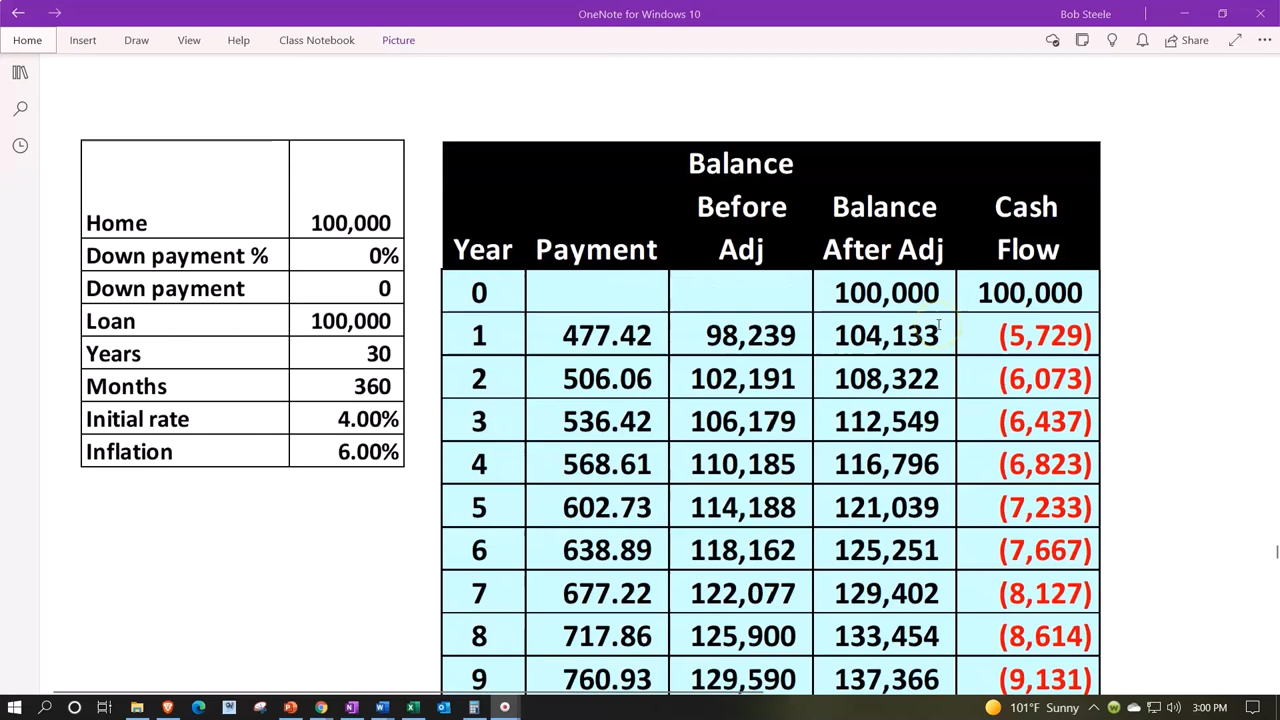 OneNote for Windows 10
Bob Steele
Home Insert Draw View Help Class Notebook Picture
Share
Home 100,000
Down payment % 0%
Down payment 0
Loan 100,000
Years 30
Months 360
Initial rate 4.00%
Inflation 6.00%
Year Payment Balance Before Adj Balance After Adj Cash Flow
0 100,000 100,000
1 477.42 98,239 104,133 (5,729)
2 506.06 102,191 108,322 (6,073)
3 536.42 106,179 112,549 (6,437)
4 568.61 110,185 116,796 (6,823)
5 602.73 114,188 121,039 (7,233)
6 638.89 118,162 125,251 (7,667)
7 677.22 122,077 129,402 (8,127)
8 717.86 125,900 133,454 (8,614)
9 760.93 129,590 137,366 (9,131)
101°F Sunny 3:00 PM